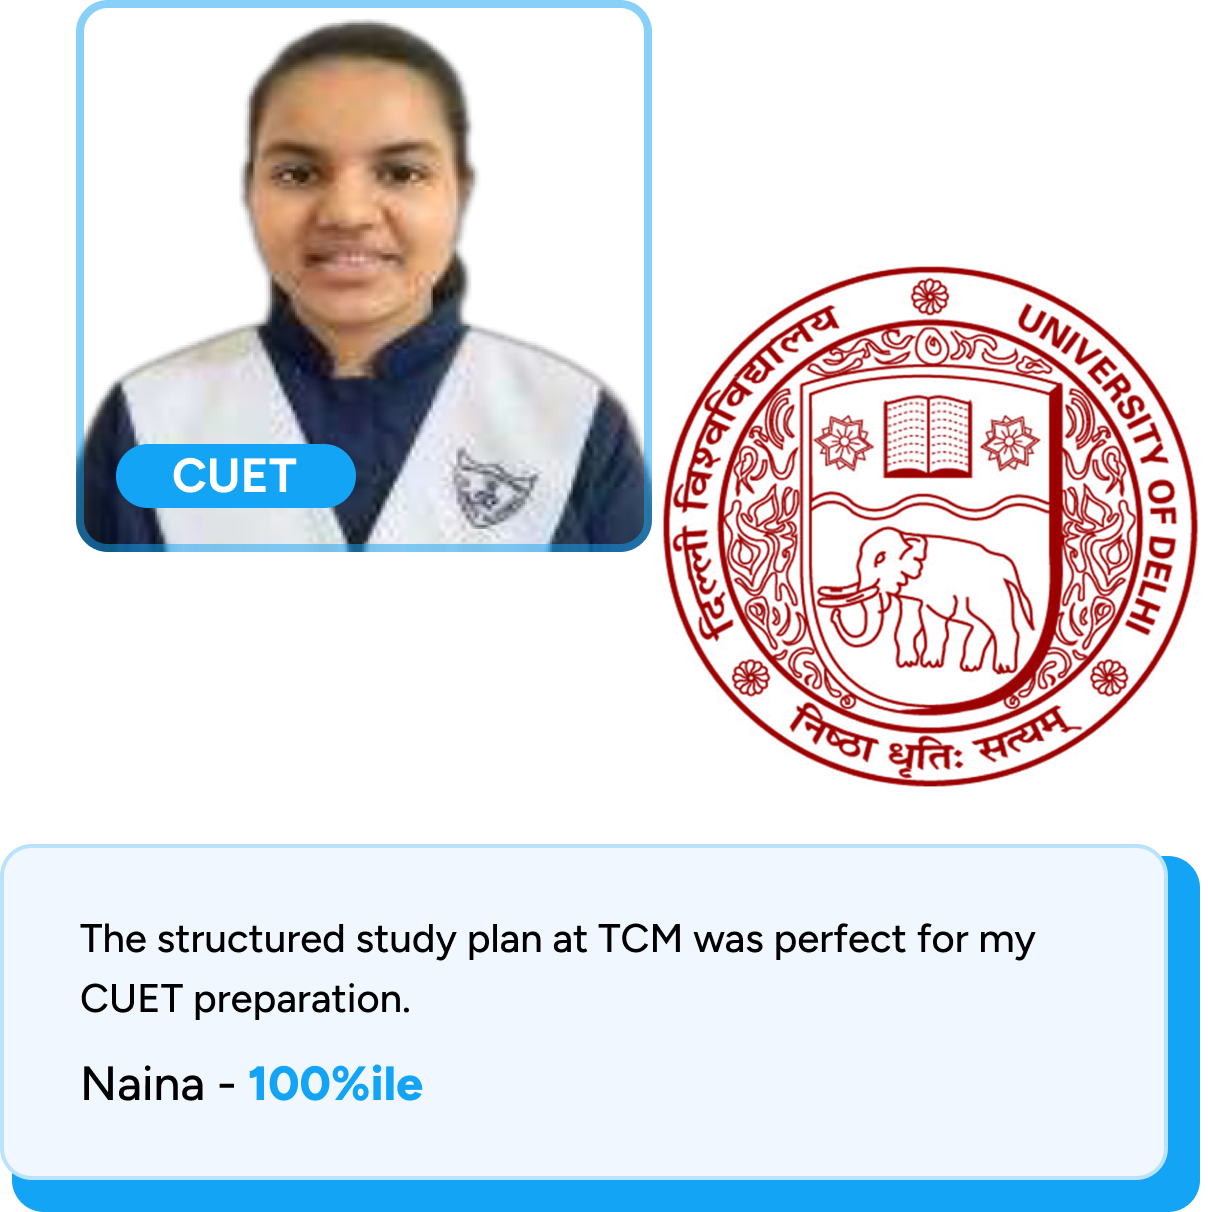 CUET
दिल्ली विश्वविद्यालय
UNIVERSITY OF DELHI
निष्ठा धृतिः सत्यम्
The structured study plan at TCM was perfect for my
CUET preparation.
Naina - 100%ile